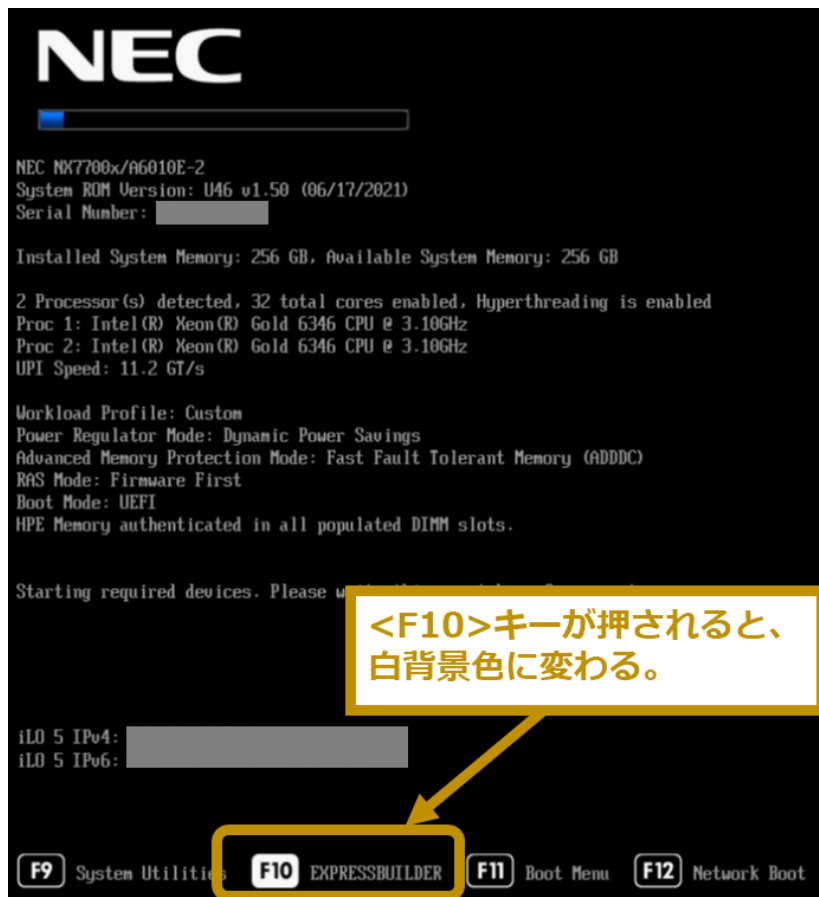 NEC
NEC NX7700x/A6010E-2
System ROM Version: U46 v1.50 (06/17/2021)
Serial Number:
Installed System Memory: 256 GB, Available System Memory: 256 GB
2 Processor(s) detected, 32 total cores enabled, Hyperthreading is enabled
Proc 1: Intel(R) Xeon(R) Gold 6346 CPU @ 3.10GHz
Proc 2: Intel(R) Xeon(R) Gold 6346 CPU @ 3.10GHz
UPI Speed: 11.2 GT/s
Workload Profile: Custom
Power Regulator Mode: Dynamic Power Savings
Advanced Memory Protection Mode: Fast Fault Tolerant Memory (ADDDC)
RAS Mode: Firmware First
Boot Mode: UEFI
HPE Memory authenticated in all populated DIMM slots.
Starting required devices. Please
<F10>キーが押されると、
白背景色に変わる。
iLO 5 IPv4:
iLO 5 IPv6:
F9 System Utilities F10 EXPRESSBUILDER F11 Boot Menu F12 Network Boot